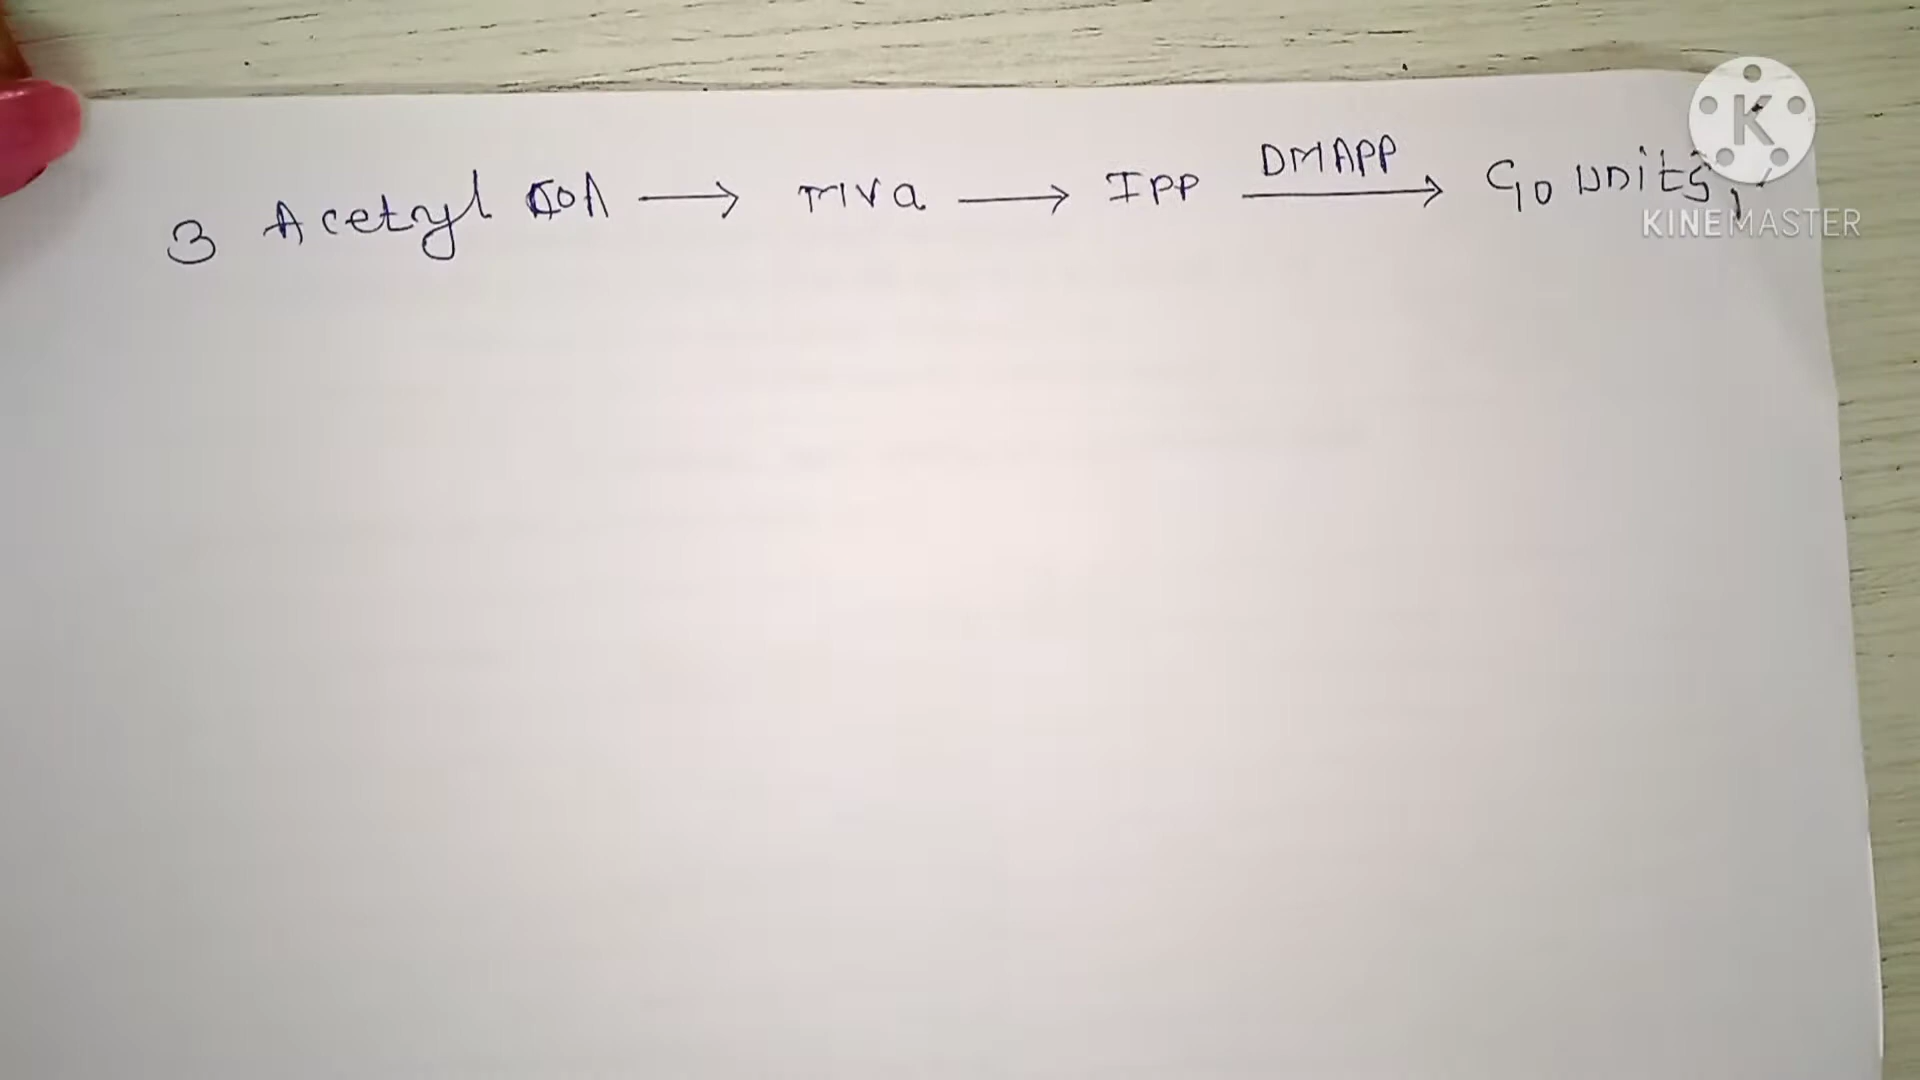 3 Acetyl CoA → MVA → IPP DMAPP → C10 units,
K
KINEMASTER